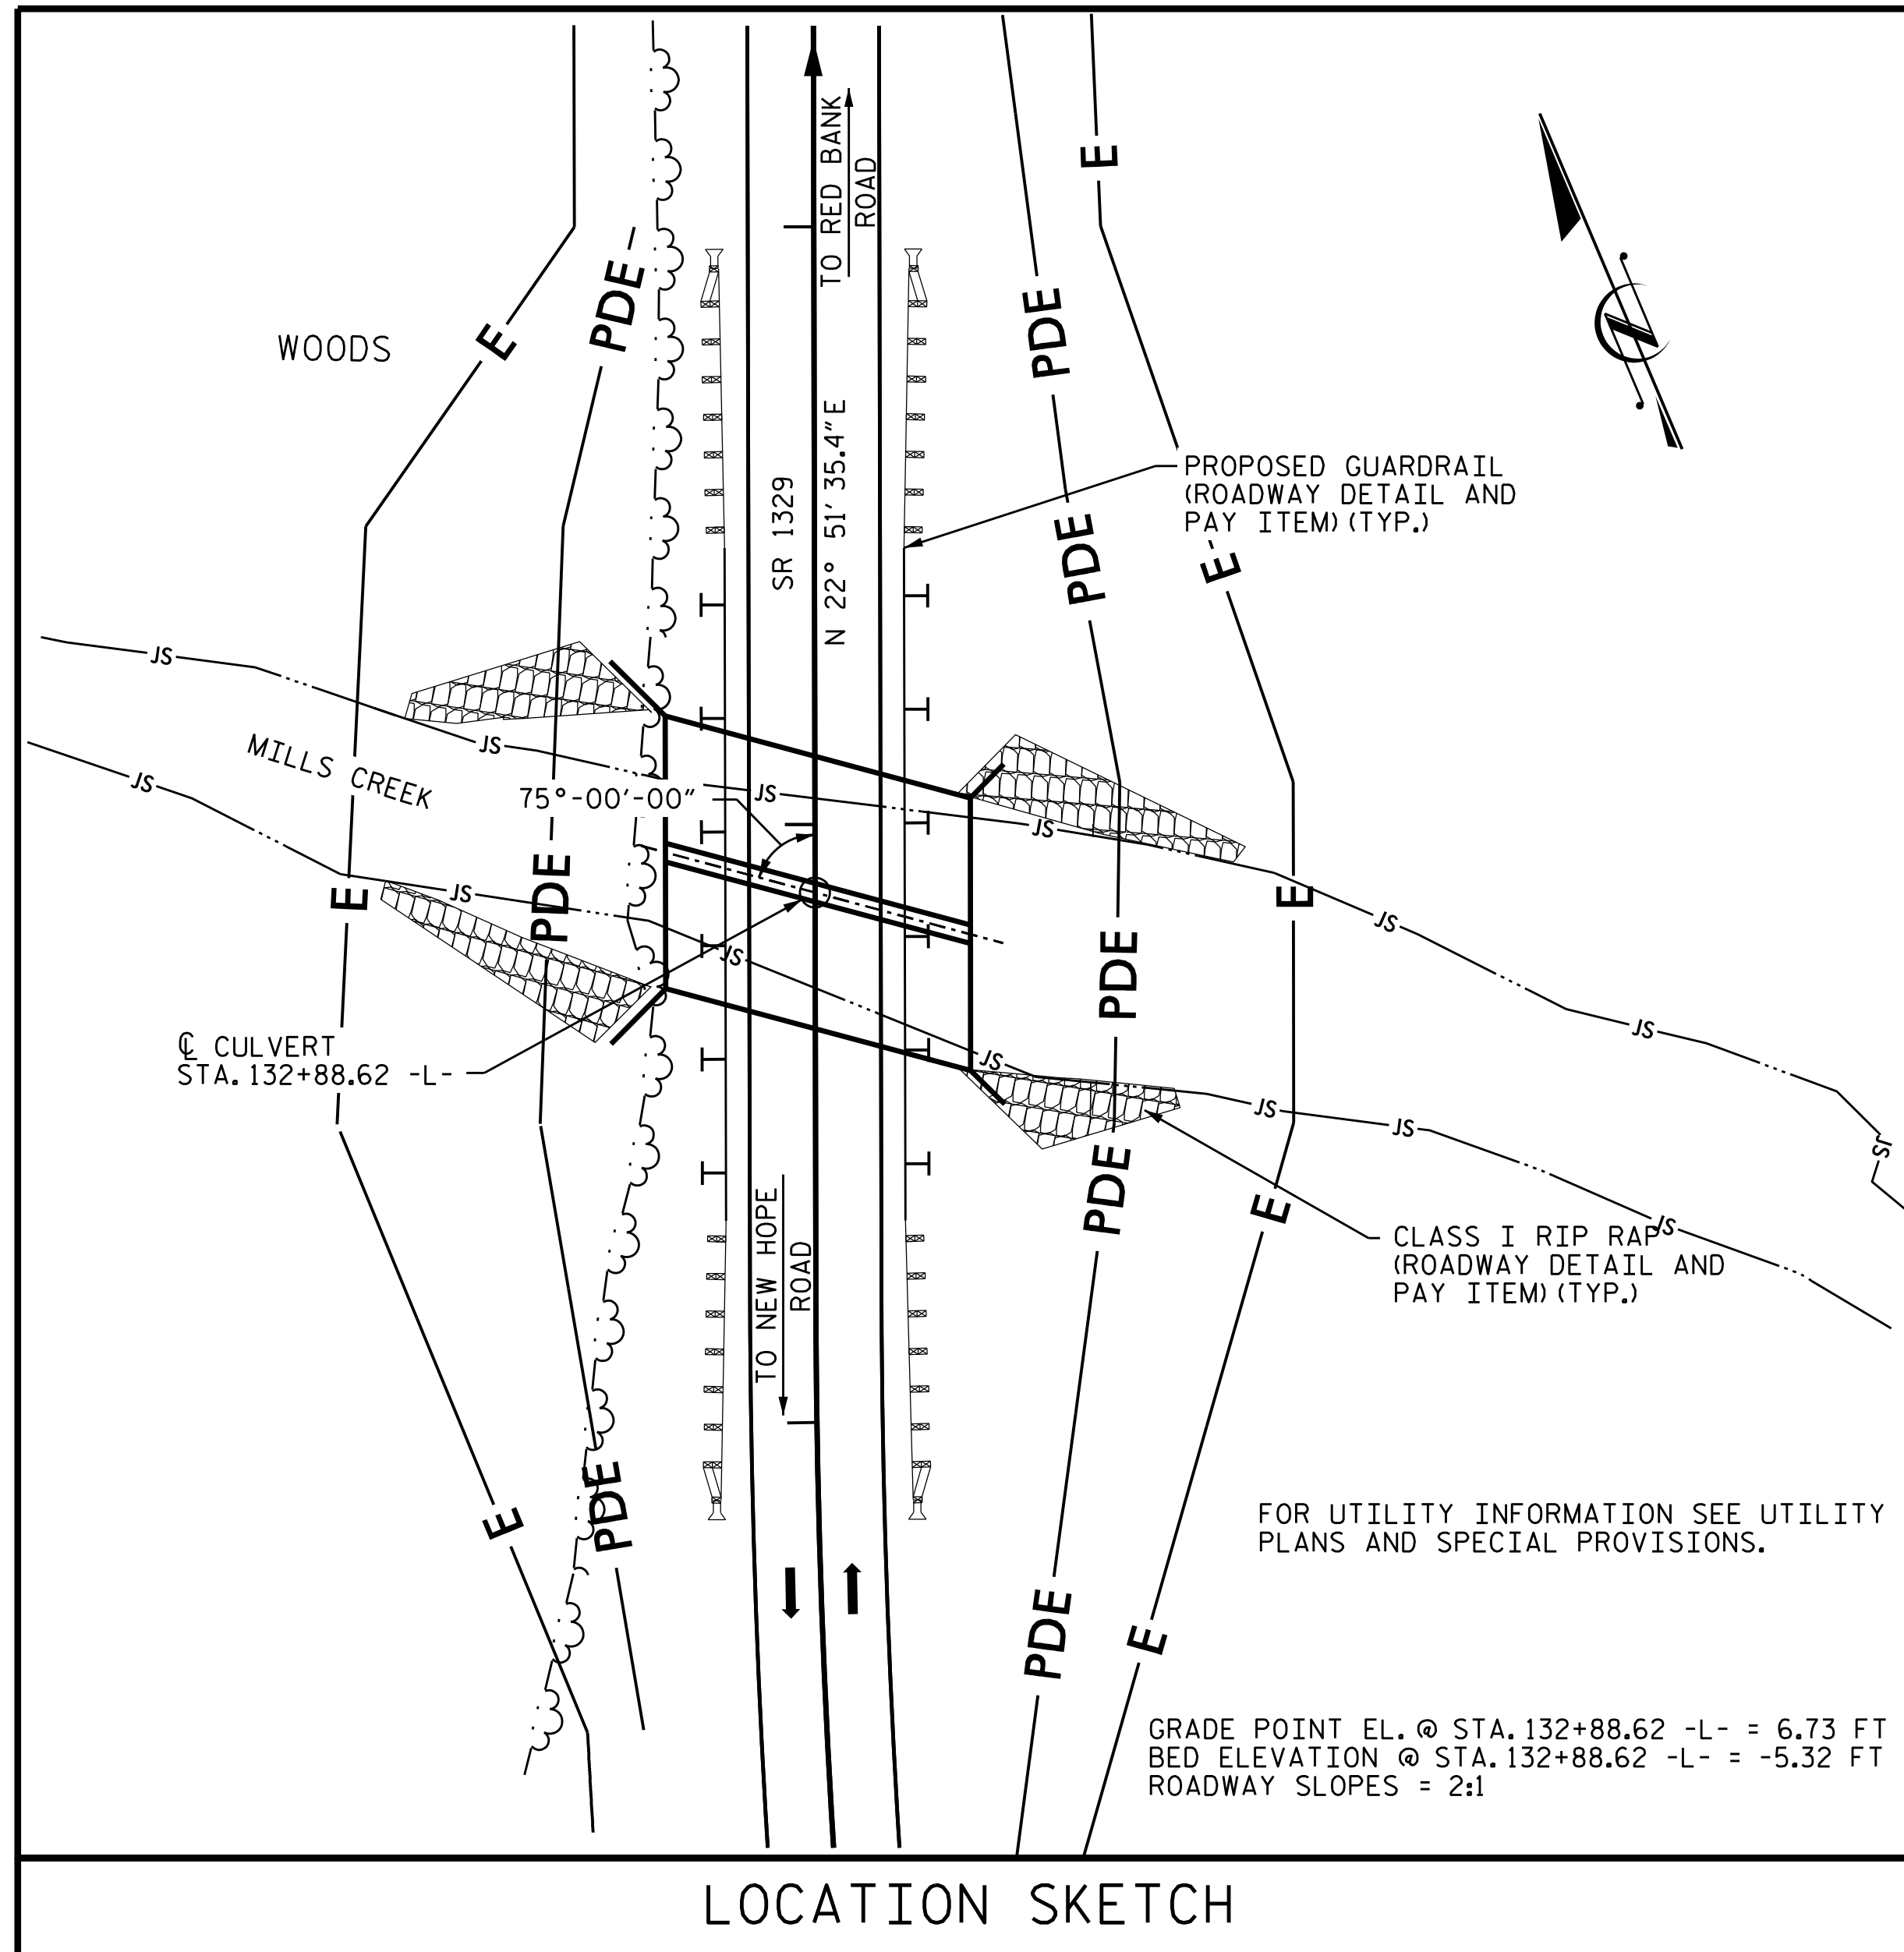 TO RED BANK
ROAD
E
WOODS
E
PDE
PDE
SR 1329
N 22° 51' 35.4" E
PROPOSED GUARDRAIL
(ROADWAY DETAIL AND
PAY ITEM) (TYP.)
PDE
E
JS
JS
MILLS CREEK
JS
75°-00'-00"
JS
JS
E
PDE
JS
JS
PDE
E
JS
JS
℄ CULVERT
STA. 132+88.62 -L-
JS
JS
JS
JS
PDE
E
TO NEW HOPE
ROAD
CLASS I RIP RAP
JS
(ROADWAY DETAIL AND
PAY ITEM) (TYP.)
E
PDE
FOR UTILITY INFORMATION SEE UTILITY
PLANS AND SPECIAL PROVISIONS.
PDE
E
GRADE POINT EL. @ STA. 132+88.62 -L- = 6.73 FT
BED ELEVATION @ STA. 132+88.62 -L- = -5.32 FT
ROADWAY SLOPES = 2:1
LOCATION SKETCH